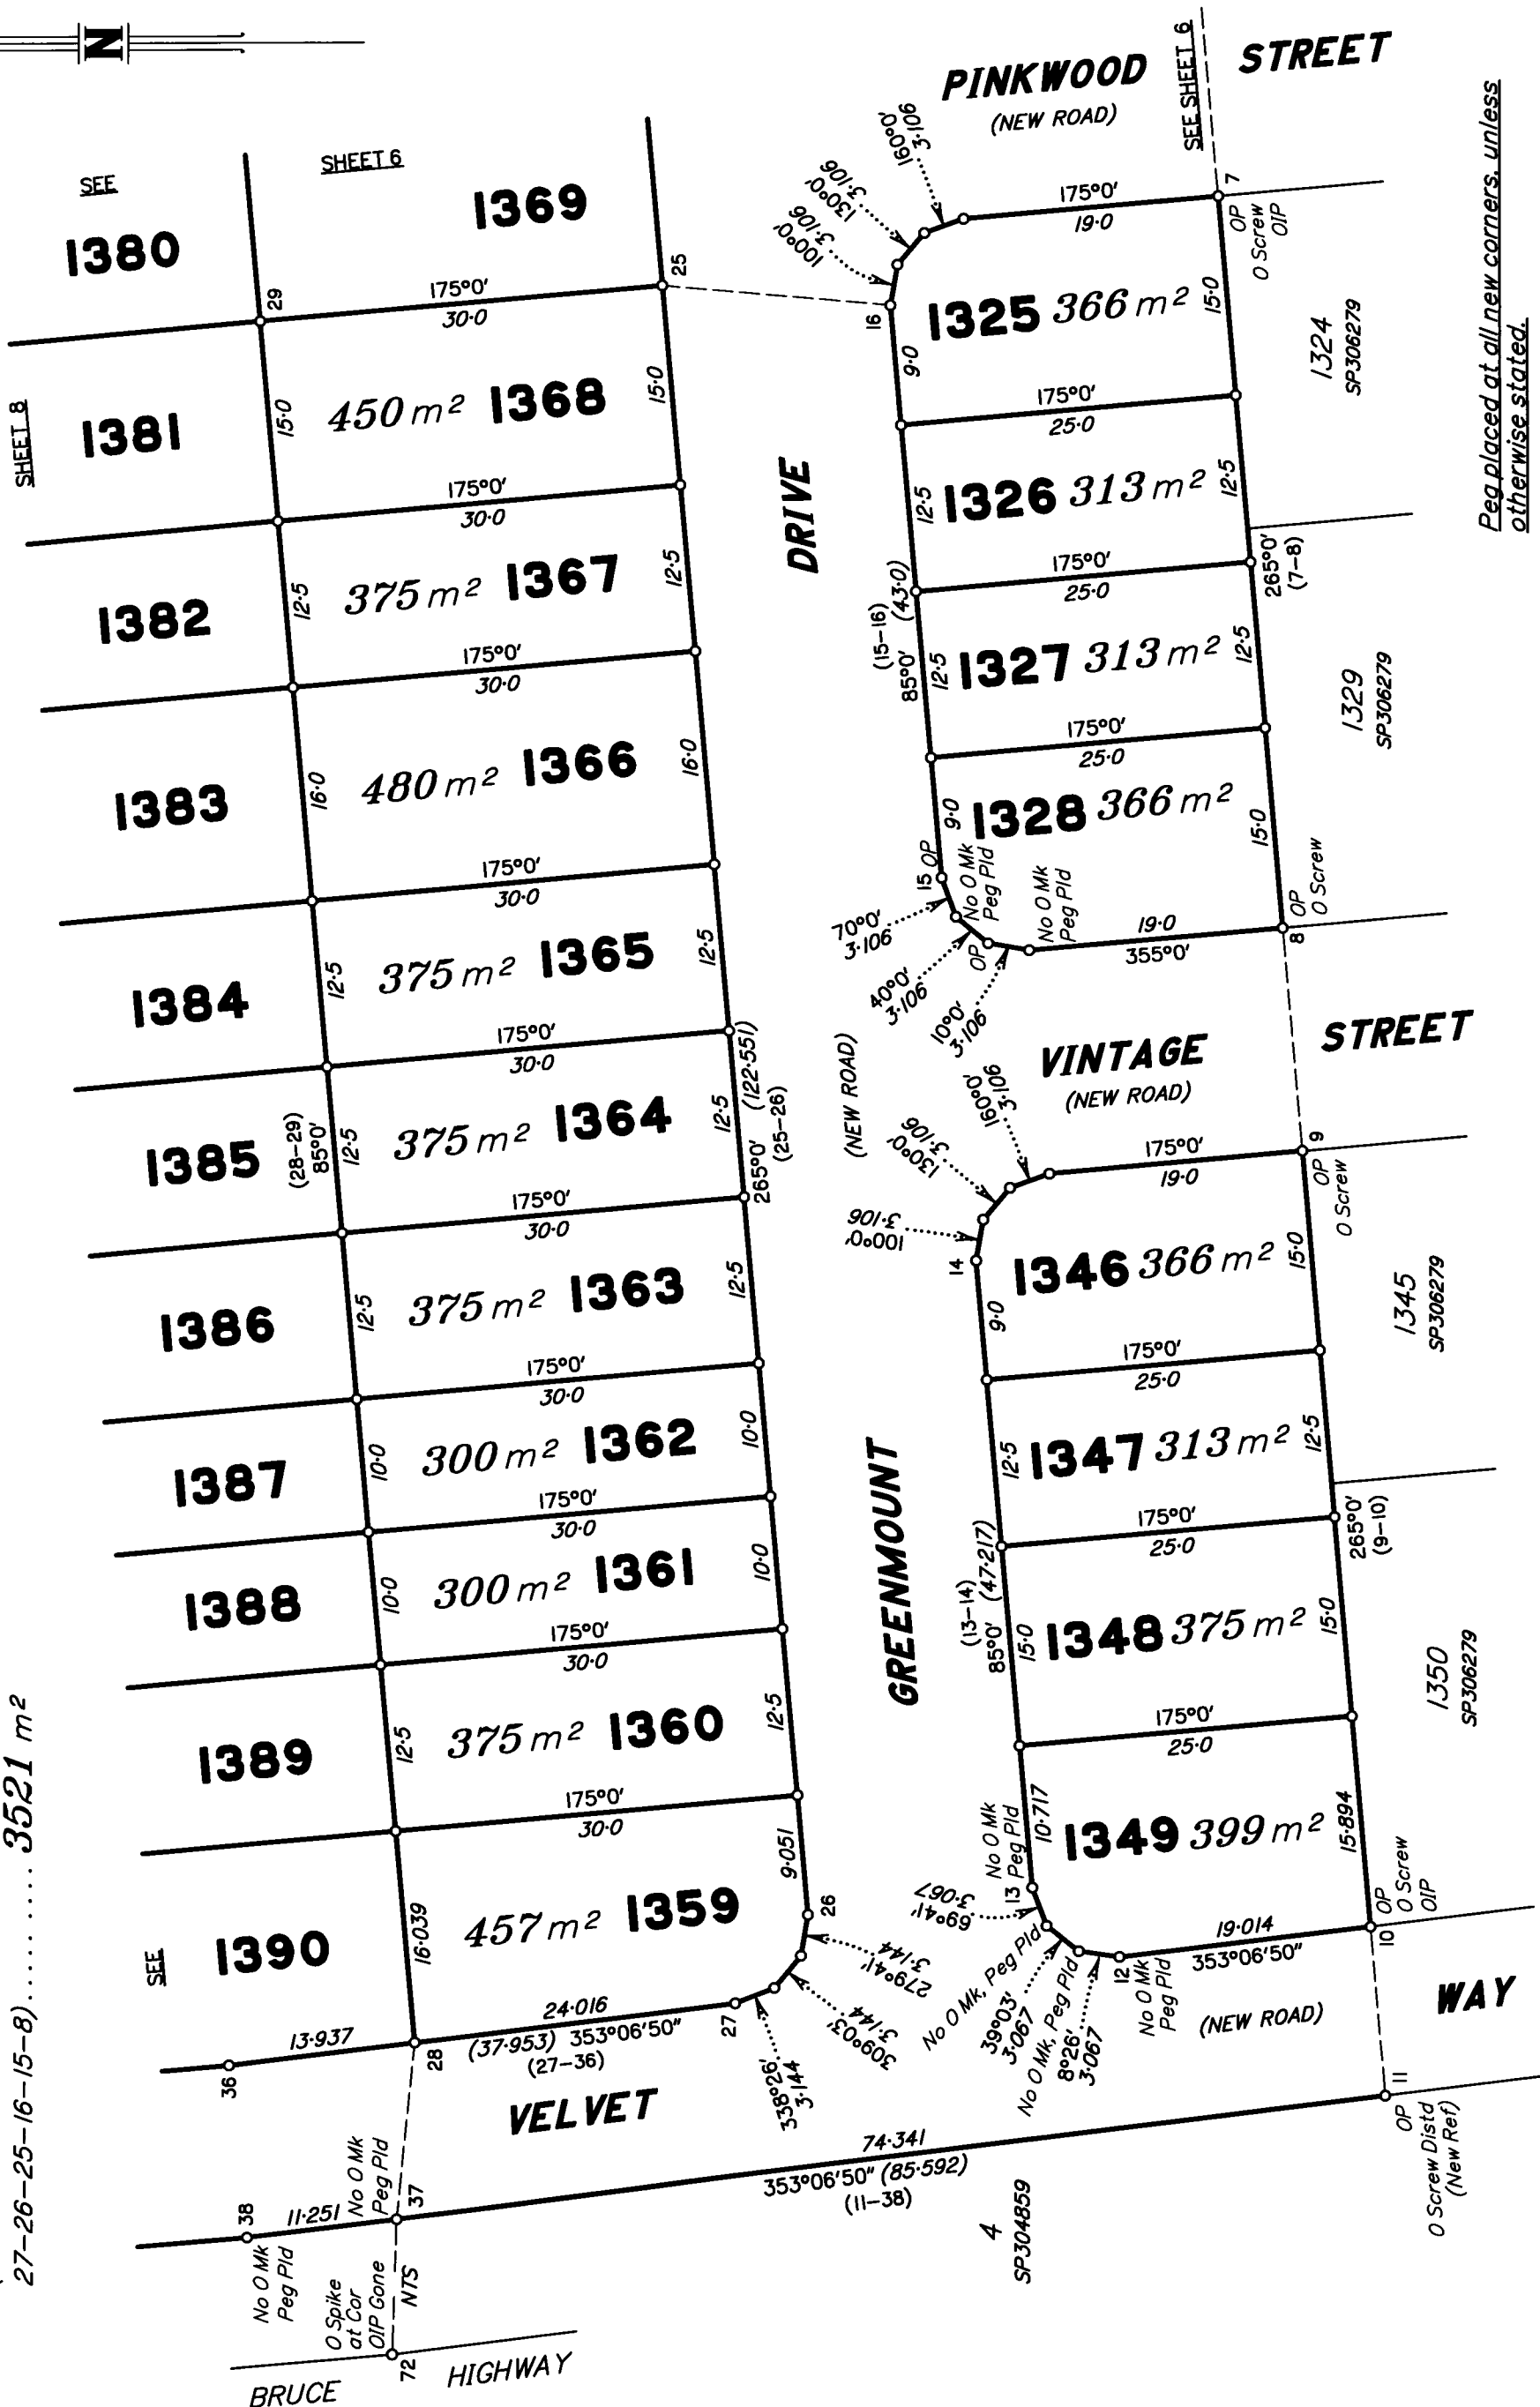 N
PINKWOOD
(NEW ROAD)
STREET
SEE SHEET 6
Peg placed at all new corners, unless
otherwise stated.
SEE
SHEET 6
SHEET 8
1380
1369
29
25
175°0'
30·0
1381
15·0
450 m² 1368
15·0
175°0'
30·0
1382
12·5
375 m² 1367
12·5
175°0'
30·0
1383
16·0
480 m² 1366
16·0
175°0'
30·0
1384
12·5
375 m² 1365
12·5
175°0'
30·0
1385
(28-29)
85°0'
12·5
375 m² 1364
12·5
(122·551)
265°0'
(25-26)
175°0'
30·0
1386
12·5
375 m² 1363
12·5
175°0'
30·0
1387
10·0
300 m² 1362
10·0
175°0'
30·0
1388
10·0
300 m² 1361
10·0
175°0'
30·0
1389
12·5
375 m² 1360
12·5
175°0'
30·0
SEE
1390
16·039
457 m² 1359
9·051
26
279°41'
3·144
309°03'
3·144
338°26'
3·144
27
24·016
(37·953) 353°06'50"
(27-36)
28
13·937
36
27-26-25-16-15-8)..... ..... 3521 m²
DRIVE
(NEW ROAD)
GREENMOUNT
160°0'
3·106
130°0'
3·106
100°0'
3·106
16
175°0'
19·0
7
OP
O Screw
OIP
9·0
1325 366 m²
15·0
1324
SP306279
175°0'
25·0
12·5
1326 313 m²
12·5
(15-16)
85°0'
(43·0)
175°0'
25·0
265°0'
(7-8)
12·5
1327 313 m²
12·5
1329
SP306279
175°0'
25·0
9·0
1328 366 m²
15·0
15 OP
No O Mk
Peg Pld
No O Mk
Peg Pld
OP
70°0'
3·106
40°0'
3·106
10°0'
3·106
19·0
355°0'
OP
O Screw
8
VINTAGE
(NEW ROAD)
STREET
160°0'
3·106
130°0'
3·106
100°0'
3·106
14
175°0'
19·0
9
OP
O Screw
9·0
1346 366 m²
15·0
1345
SP306279
175°0'
25·0
12·5
1347 313 m²
12·5
(13-14)
85°0'
(47·217)
175°0'
25·0
265°0'
(9-10)
15·0
1348 375 m²
15·0
1350
SP306279
175°0'
25·0
10·717
1349 399 m²
15·894
No O Mk
Peg Pld
13
69°41'
3·067
No O Mk, Peg Pld
39°03'
3·067
No O Mk, Peg Pld
8°26'
3·067
12
No O Mk
Peg Pld
19·014
353°06'50"
OP
O Screw
OIP
10
(NEW ROAD)
WAY
VELVET
11
OP
O Screw Distd
(New Ref)
74·341
353°06'50" (85·592)
(11-38)
4
SP304859
37
No O Mk
Peg Pld
11·251
38
No O Mk
Peg Pld
O Spike
at Cor
OIP Gone
NTS
72
BRUCE HIGHWAY